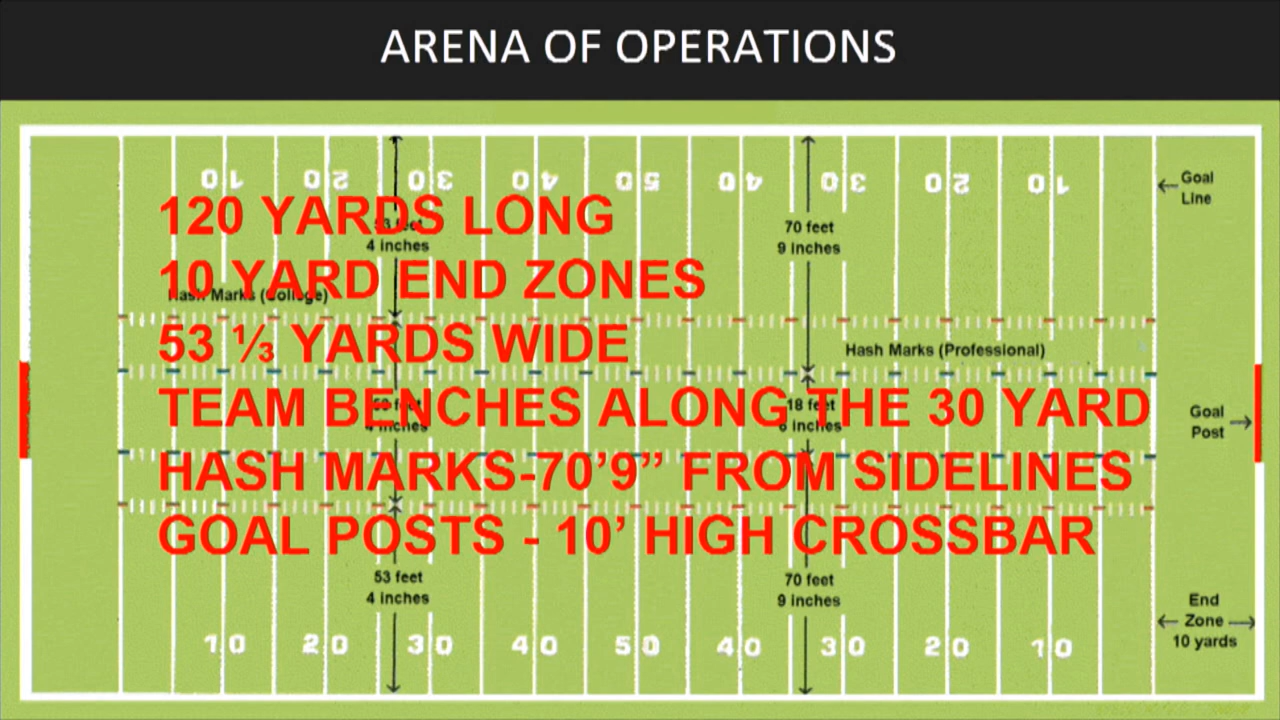 ARENA OF OPERATIONS
10 20 30 40 50 40 30 20 10
Goal
Line
120 YARDS LONG
53 feet
4 inches
70 feet
9 inches
10 YARD END ZONES
Hash Marks (College)
53 ⅓ YARDS WIDE
Hash Marks (Professional)
TEAM BENCHES ALONG THE 30 YARD
4 inches
18 feet
6 inches
Goal
Post
HASH MARKS-70’9” FROM SIDELINES
GOAL POSTS - 10’ HIGH CROSSBAR
53 feet
4 inches
70 feet
9 inches
End
Zone
10 yards
10 20 30 40 50 40 30 20 10